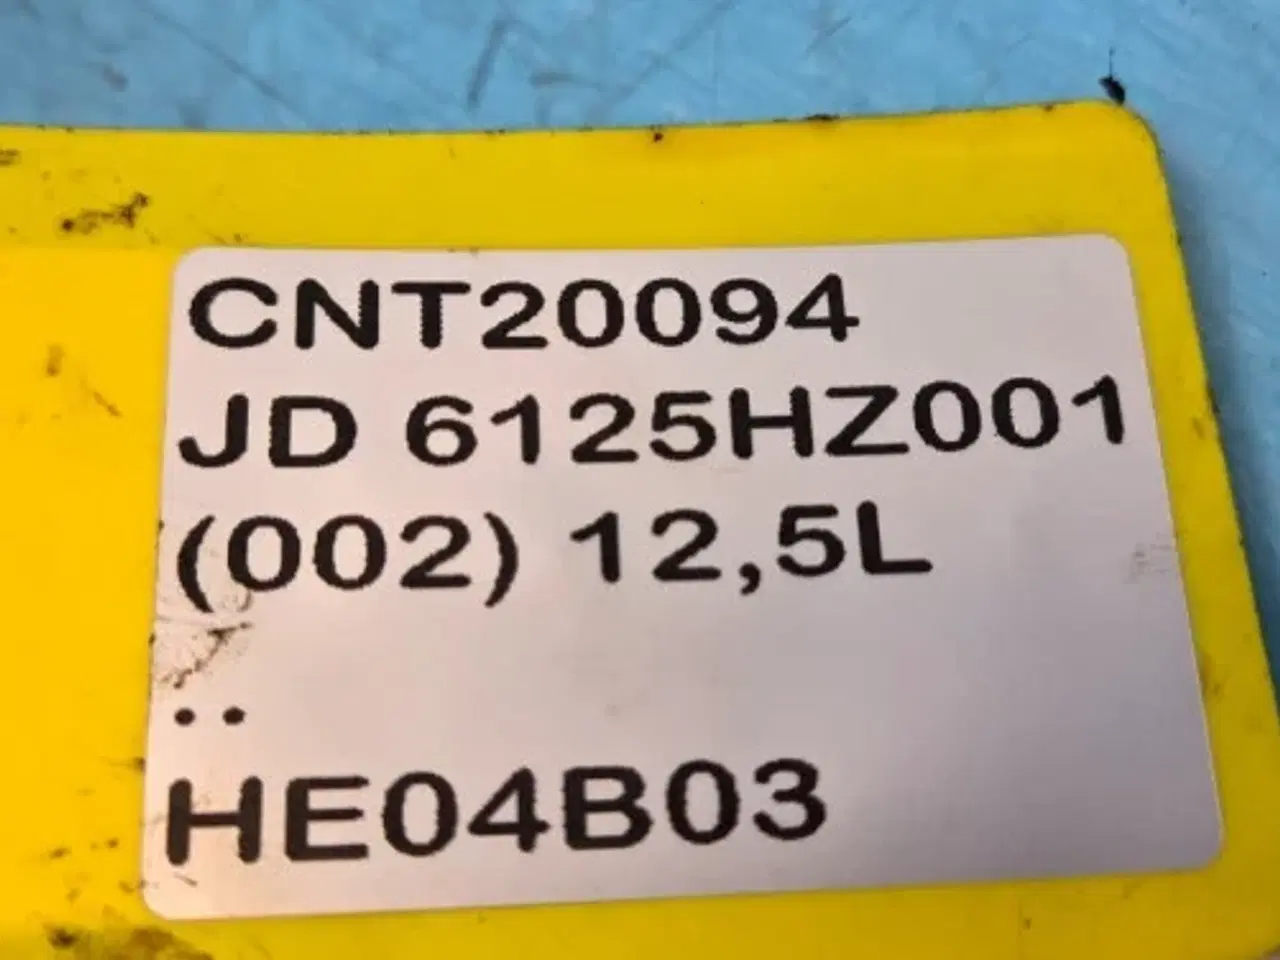 CNT20094
JD 6125HZ001
(002) 12,5L
..
HE04B03